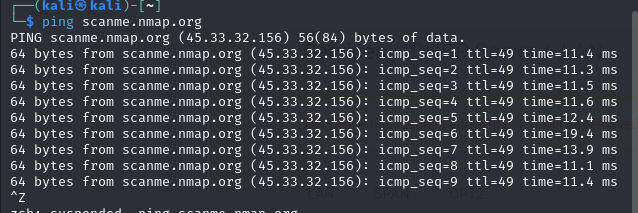 ┌──(kali㉿kali)-[~]
└─$ ping scanme.nmap.org
PING scanme.nmap.org (45.33.32.156) 56(84) bytes of data.
64 bytes from scanme.nmap.org (45.33.32.156): icmp_seq=1 ttl=49 time=11.4 ms
64 bytes from scanme.nmap.org (45.33.32.156): icmp_seq=2 ttl=49 time=11.3 ms
64 bytes from scanme.nmap.org (45.33.32.156): icmp_seq=3 ttl=49 time=11.5 ms
64 bytes from scanme.nmap.org (45.33.32.156): icmp_seq=4 ttl=49 time=11.6 ms
64 bytes from scanme.nmap.org (45.33.32.156): icmp_seq=5 ttl=49 time=12.4 ms
64 bytes from scanme.nmap.org (45.33.32.156): icmp_seq=6 ttl=49 time=19.4 ms
64 bytes from scanme.nmap.org (45.33.32.156): icmp_seq=7 ttl=49 time=13.9 ms
64 bytes from scanme.nmap.org (45.33.32.156): icmp_seq=8 ttl=49 time=11.1 ms
64 bytes from scanme.nmap.org (45.33.32.156): icmp_seq=9 ttl=49 time=11.4 ms
^Z
zsh: suspended  ping scanme.nmap.org